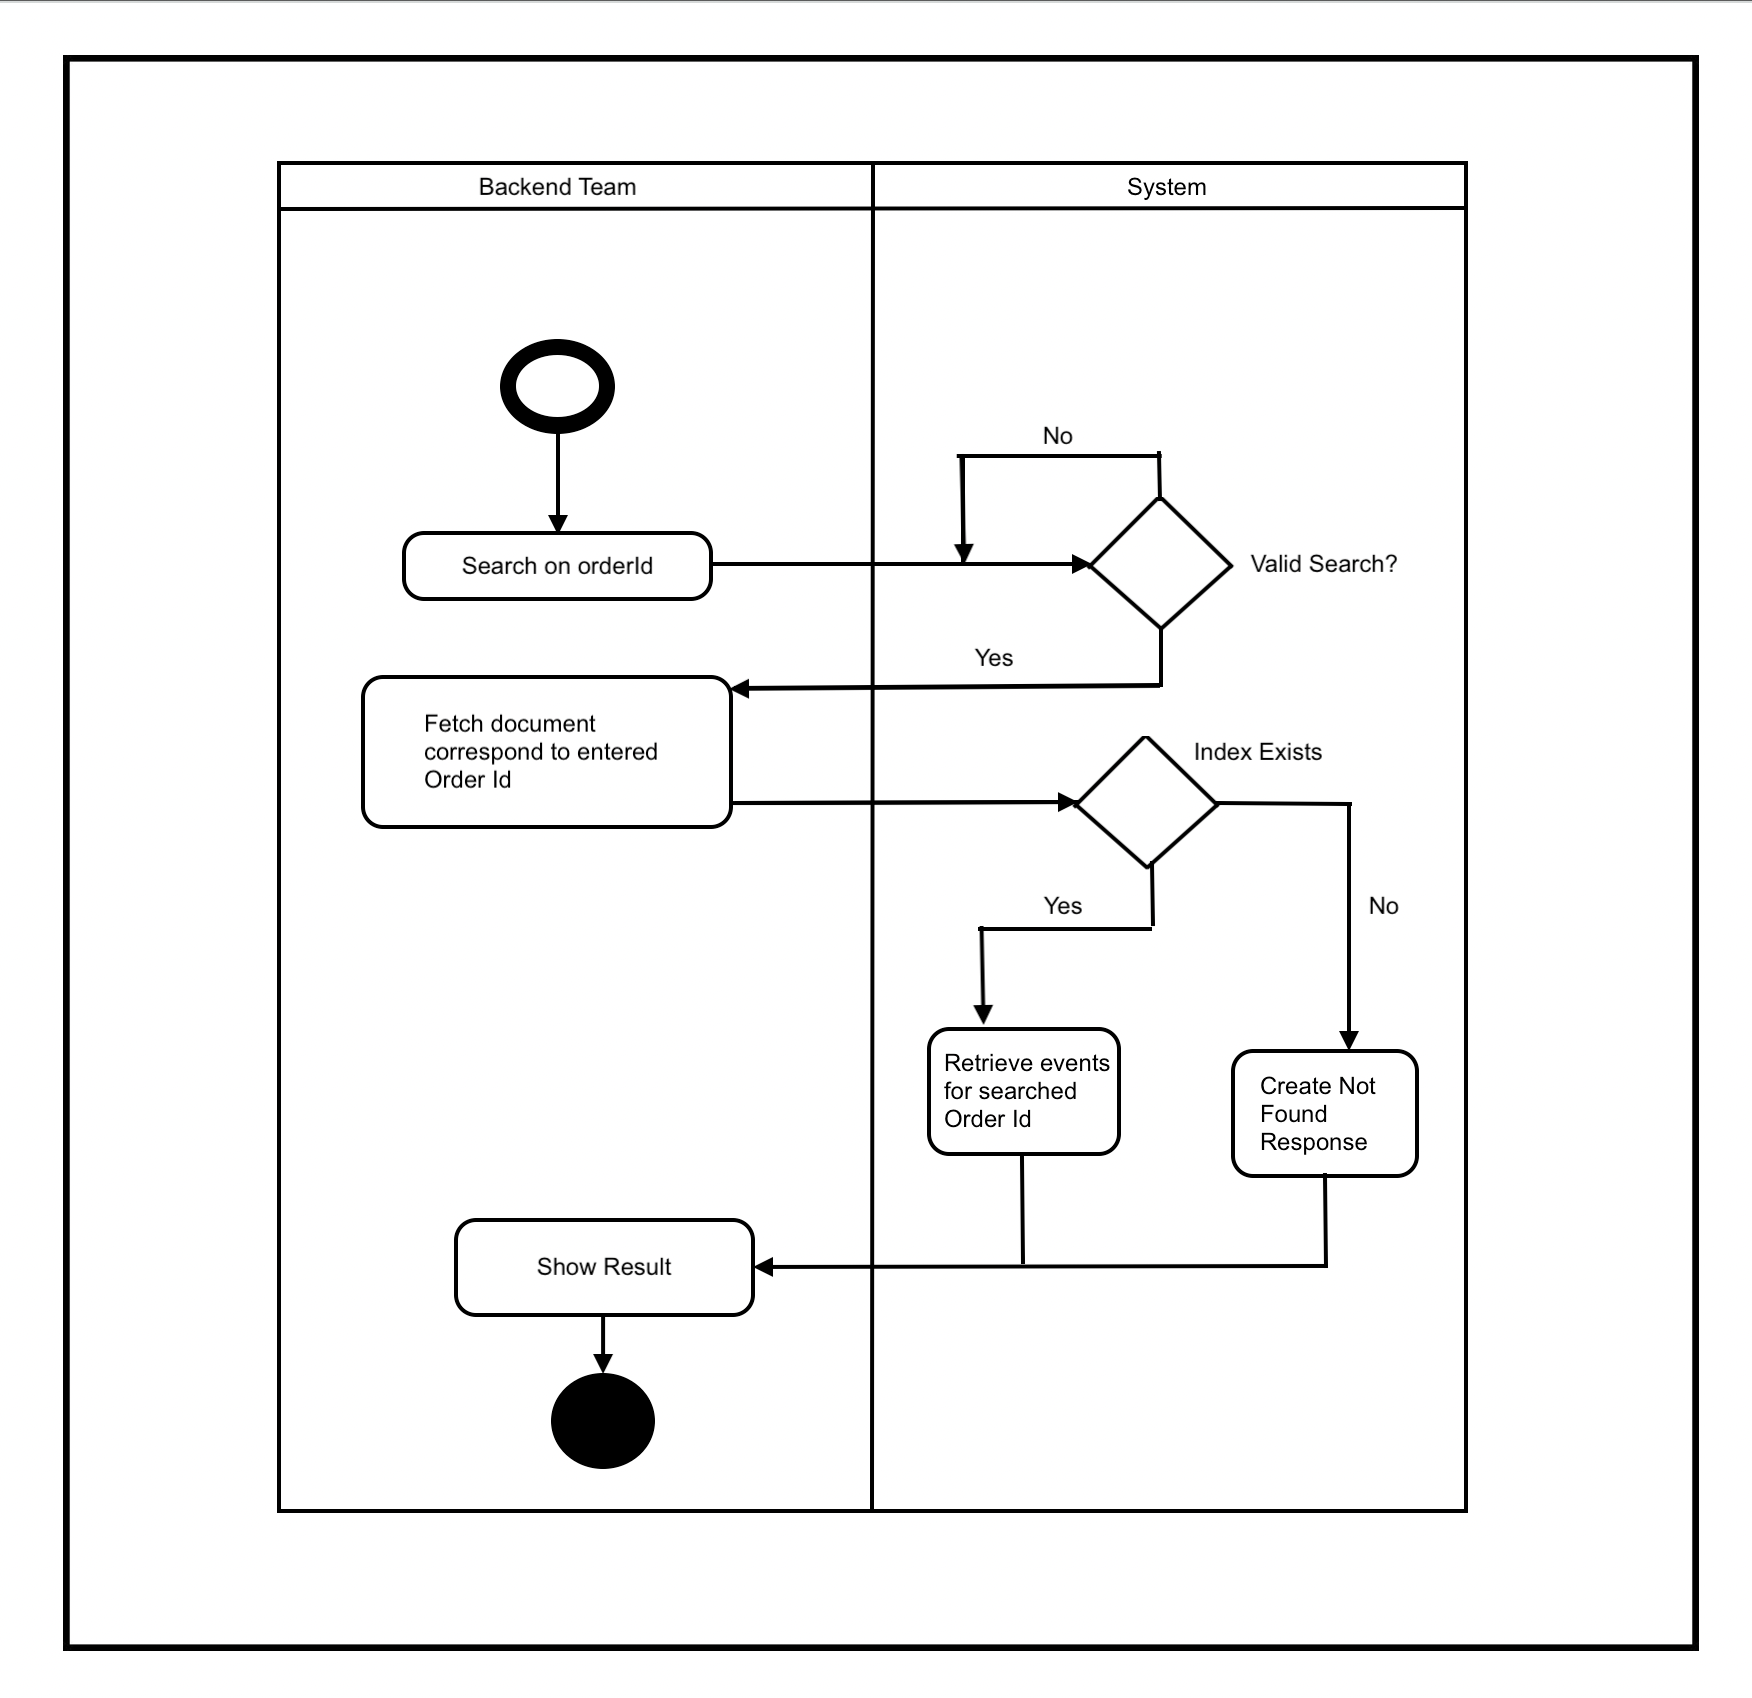 Backend Team
System
No
Search on orderId
Valid Search?
Yes
Fetch document
correspond to entered
Order Id
Index Exists
Yes
No
Retrieve events
for searched
Order Id
Create Not
Found
Response
Show Result